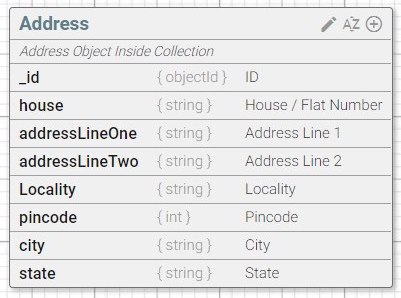 Address
Address Object Inside Collection
_id { objectId } ID
house { string } House / Flat Number
addressLineOne { string } Address Line 1
addressLineTwo { string } Address Line 2
Locality { string } Locality
pincode { int } Pincode
city { string } City
state { string } State